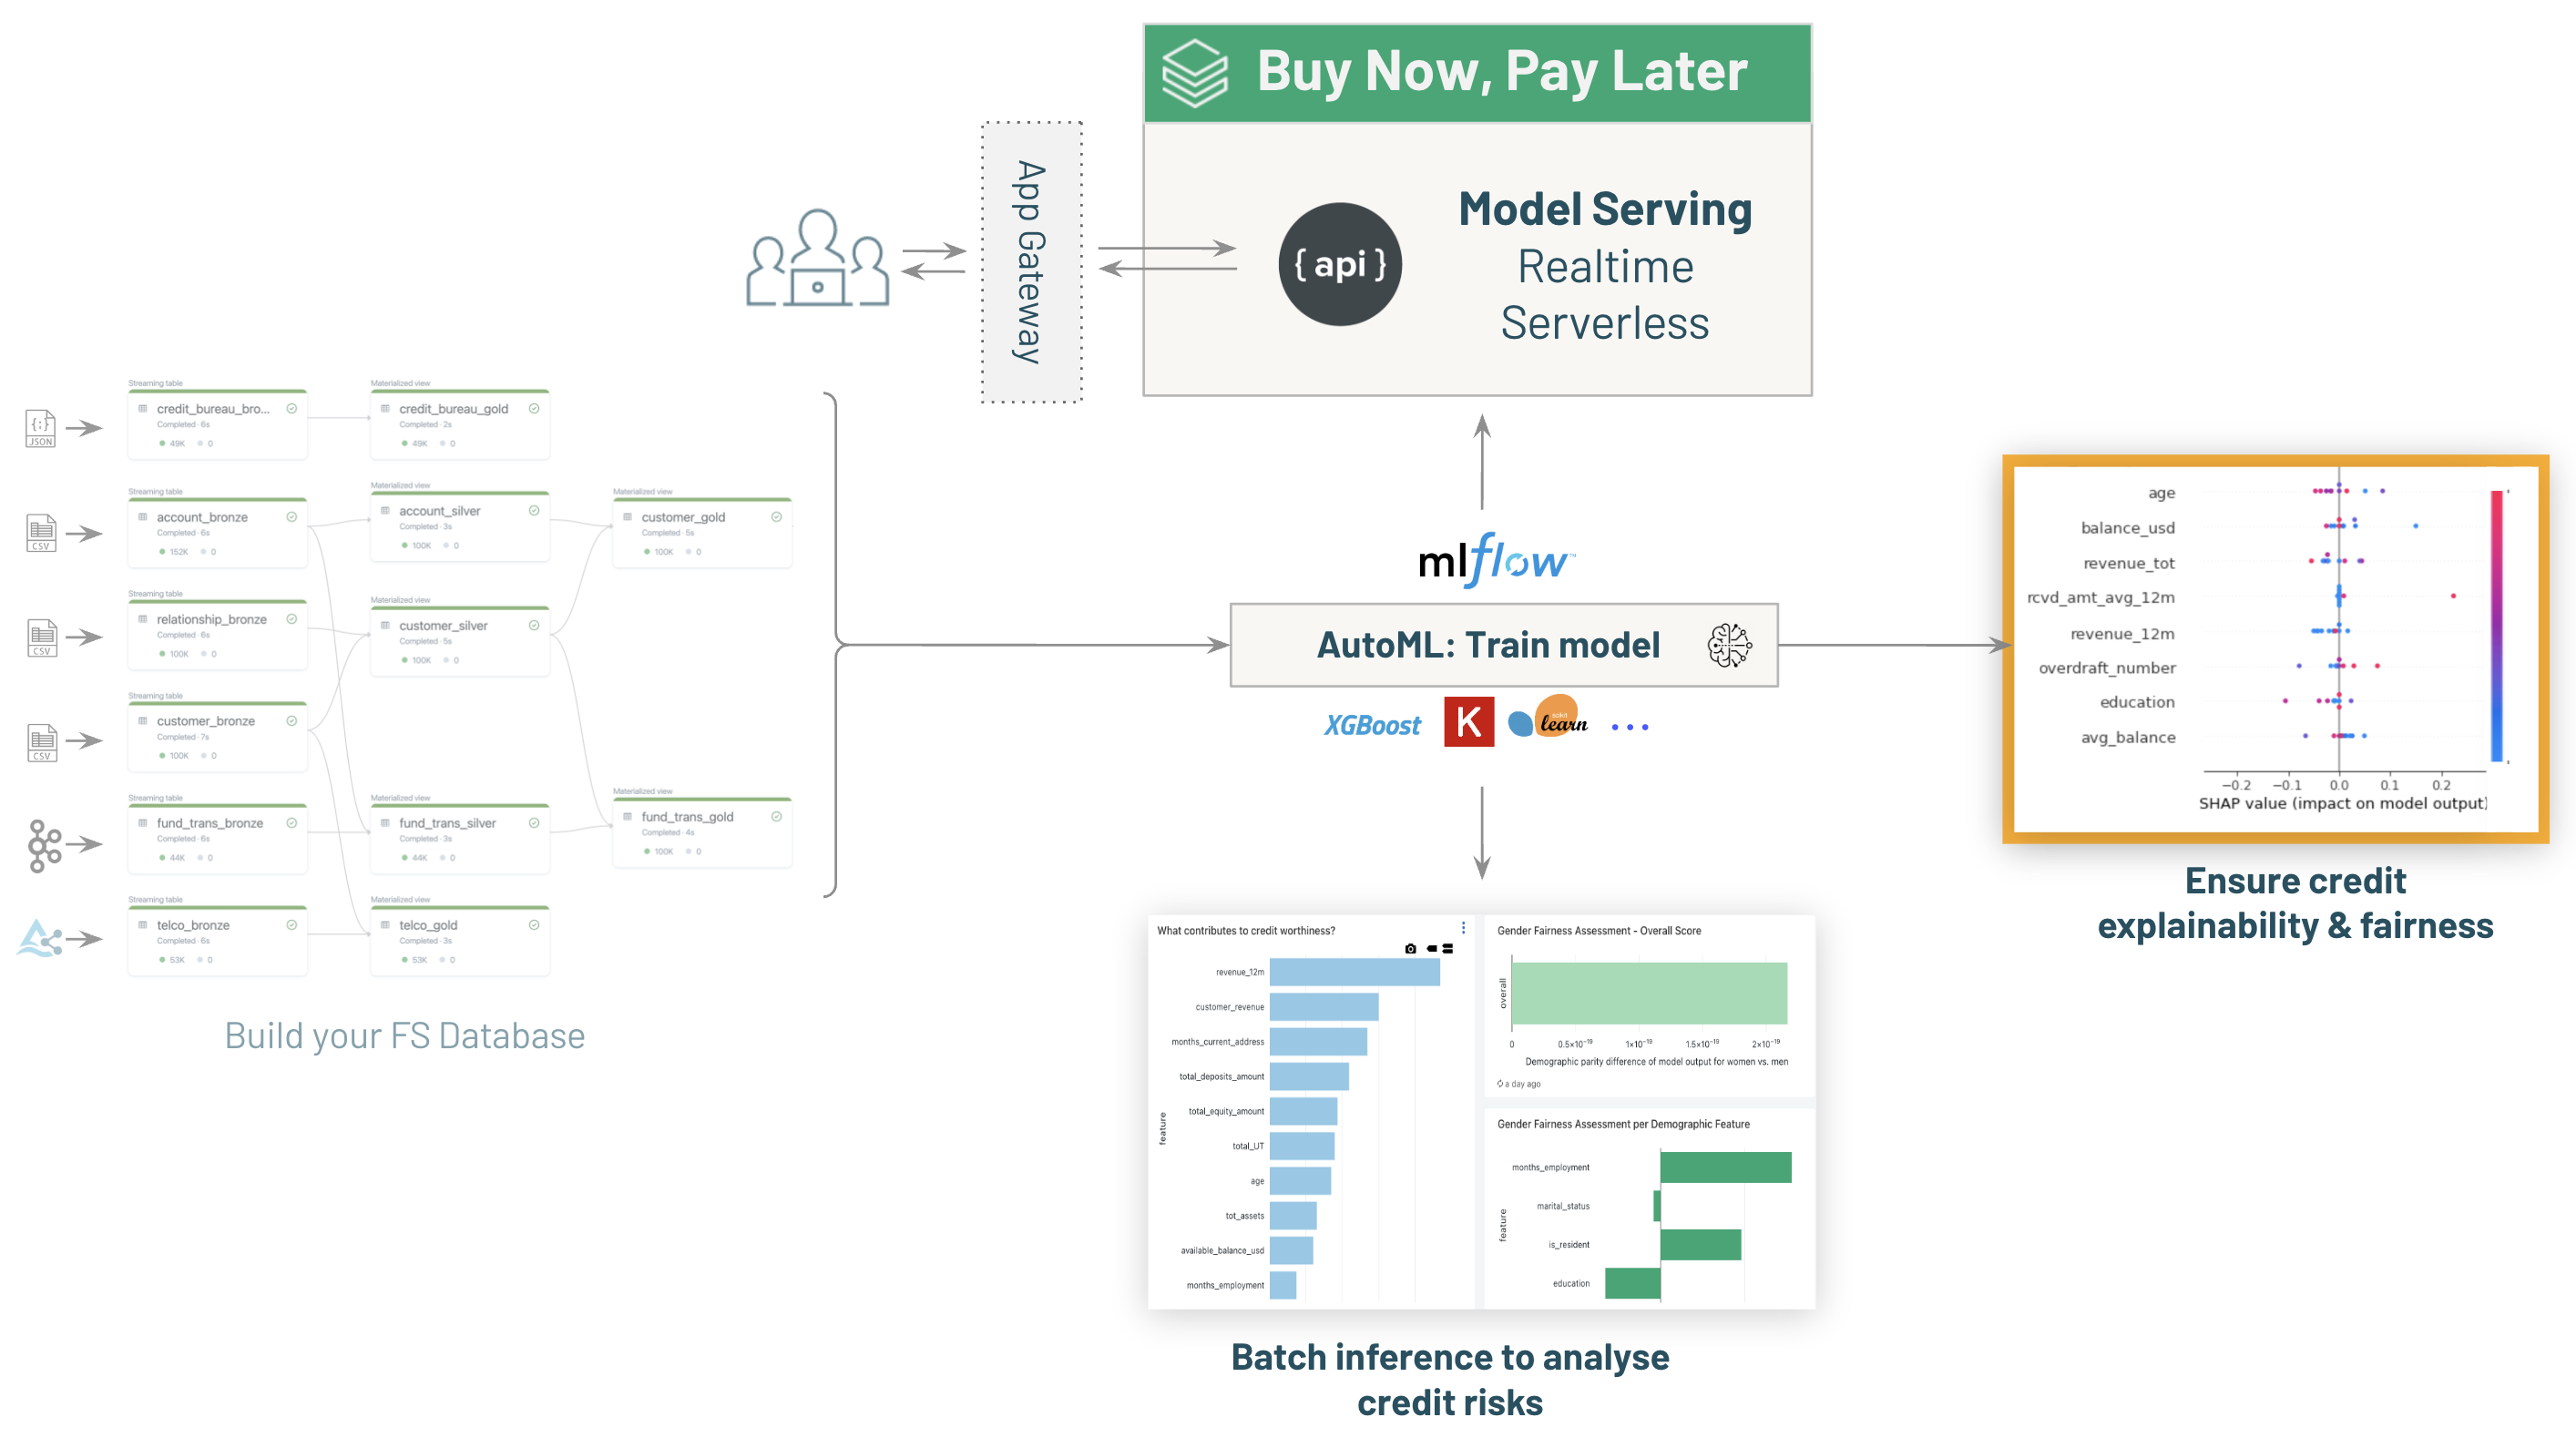 Buy Now, Pay Later
App Gateway
{ api }
Model Serving
Realtime
Serverless
{;}
JSON
Streaming table
credit_bureau_bro...
Completed · 6s
49K 0
Materialized view
credit_bureau_gold
Completed · 2s
49K 0
CSV
Streaming table
account_bronze
Completed · 6s
152K 0
Materialized view
account_silver
Completed · 3s
100K 0
Materialized view
customer_gold
Completed · 5s
100K 0
CSV
Streaming table
relationship_bronze
Completed · 6s
100K 0
Materialized view
customer_silver
Completed · 5s
100K 0
CSV
Streaming table
customer_bronze
Completed · 7s
100K 0
Streaming table
fund_trans_bronze
Completed · 6s
44K 0
Materialized view
fund_trans_silver
Completed · 3s
44K 0
Materialized view
fund_trans_gold
Completed · 4s
100K 0
Streaming table
telco_bronze
Completed · 6s
53K 0
Materialized view
telco_gold
Completed · 3s
53K 0
Build your FS Database
mlflow™
AutoML: Train model
XGBoost
K
scikit
learn
...
age
balance_usd
revenue_tot
rcvd_amt_avg_12m
revenue_12m
overdraft_number
education
avg_balance
−0.2 −0.1 0.0 0.1 0.2
SHAP value (impact on model output)
Ensure credit
explainability & fairness
What contributes to credit worthiness?
feature
revenue_12m
customer_revenue
months_current_address
total_deposits_amount
total_equity_amount
total_UT
age
tot_assets
available_balance_usd
months_employment
Gender Fairness Assessment - Overall Score
overall
0 0.5×10⁻¹⁹ 1×10⁻¹⁹ 1.5×10⁻¹⁹ 2×10⁻¹⁹
Demographic parity difference of model output for women vs. men
a day ago
Gender Fairness Assessment per Demographic Feature
feature
months_employment
marital_status
is_resident
education
Batch inference to analyse
credit risks